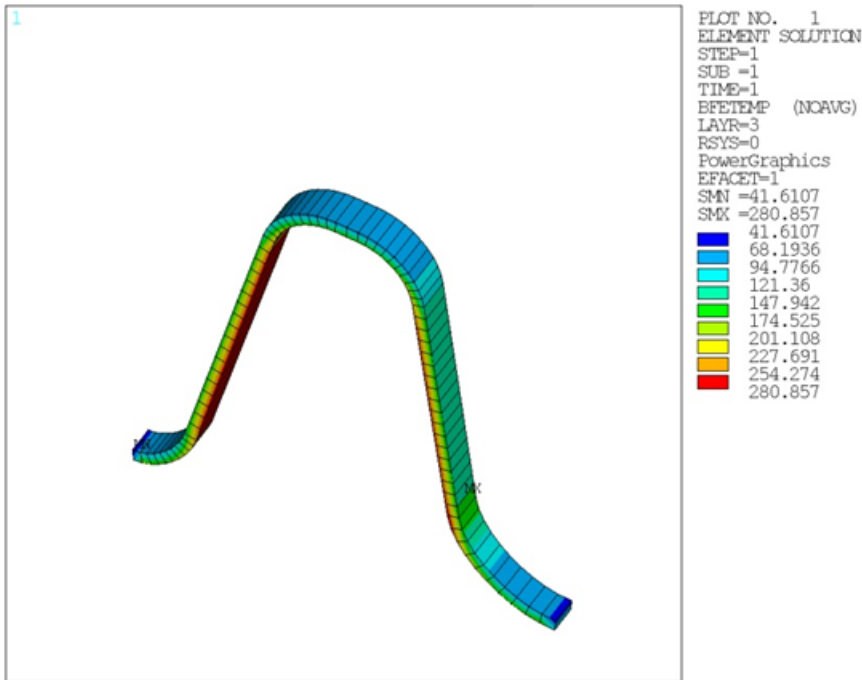 1
PLOT NO. 1
ELEMENT SOLUTION
STEP=1
SUB =1
TIME=1
BFETEMP (NOAVG)
LAYR=3
RSYS=0
PowerGraphics
EFACET=1
SMN =41.6107
SMX =280.857
41.6107
68.1936
94.7766
121.36
147.942
174.525
201.108
227.691
254.274
280.857
MX